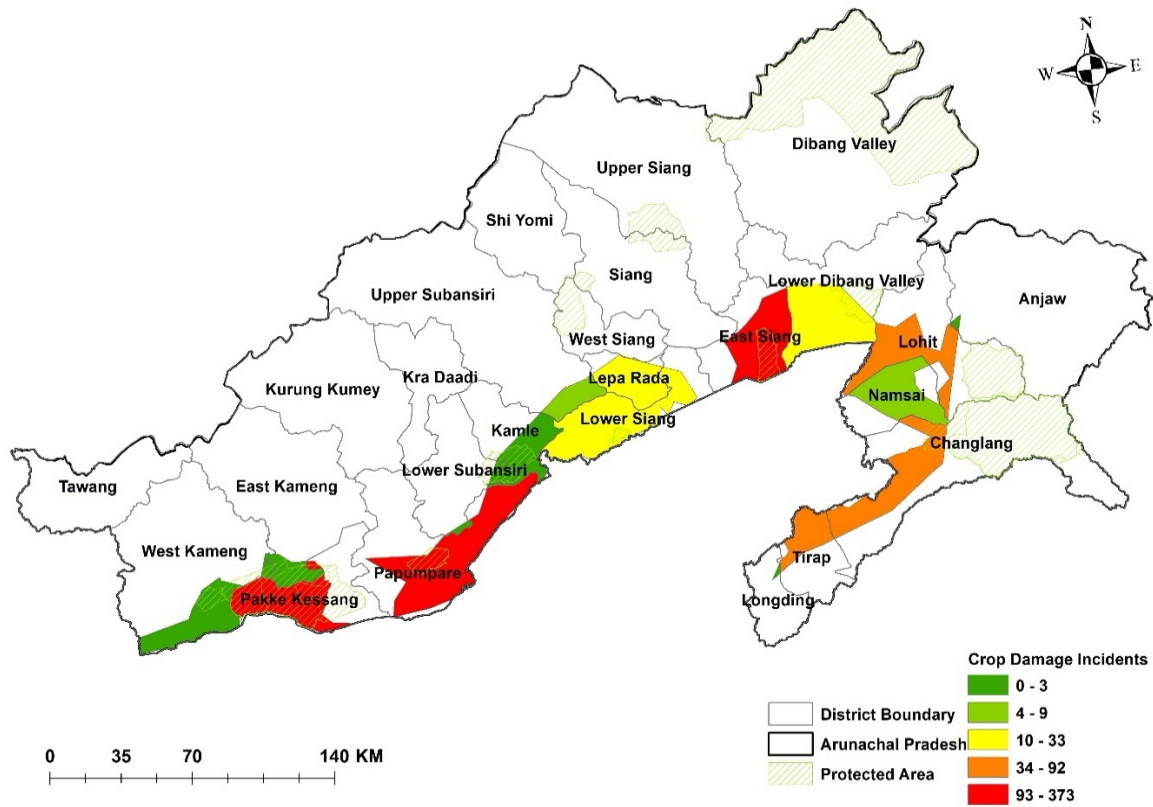 N
W E
S
Dibang Valley
Upper Siang
Shi Yomi
Siang
Lower Dibang Valley
Anjaw
Upper Subansiri
West Siang
East Siang
Lohit
Kra Daadi
Lepa Rada
Kurung Kumey
Namsai
Lower Siang
Kamle
Changlang
Lower Subansiri
Tawang
East Kameng
West Kameng
Tirap
Papumpare
Pakke Kessang
Longding
Crop Damage Incidents
0 - 3
4 - 9
10 - 33
34 - 92
93 - 373
District Boundary
Arunachal Pradesh
Protected Area
0 35 70 140 KM